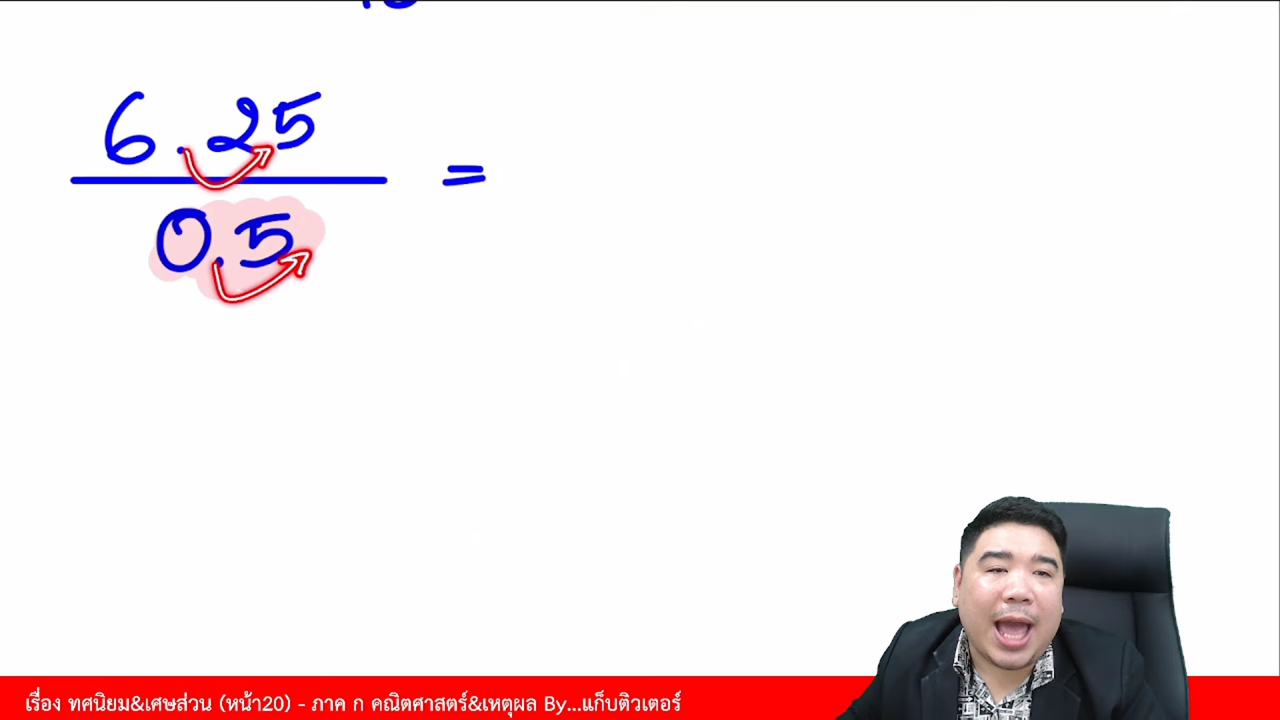 6.25
0.5
=
เรื่อง ทศนิยม&เศษส่วน (หน้า20) - ภาค ก คณิตศาสตร์&เหตุผล By...แก็บติวเตอร์